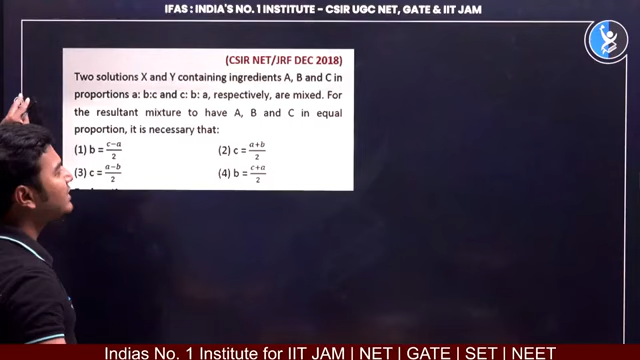 IFAS : INDIA'S NO. 1 INSTITUTE – CSIR UGC NET, GATE & IIT JAM
(CSIR NET/JRF DEC 2018)
Two solutions X and Y containing ingredients A, B and C in
proportions a: b:c and c: b: a, respectively, are mixed. For
the resultant mixture to have A, B and C in equal
proportion, it is necessary that:
(1) b = (c−a)/2 (2) c = (a+b)/2
(3) c = (a−b)/2 (4) b = (c+a)/2
Indias No. 1 Institute for IIT JAM | NET | GATE | SET | NEET